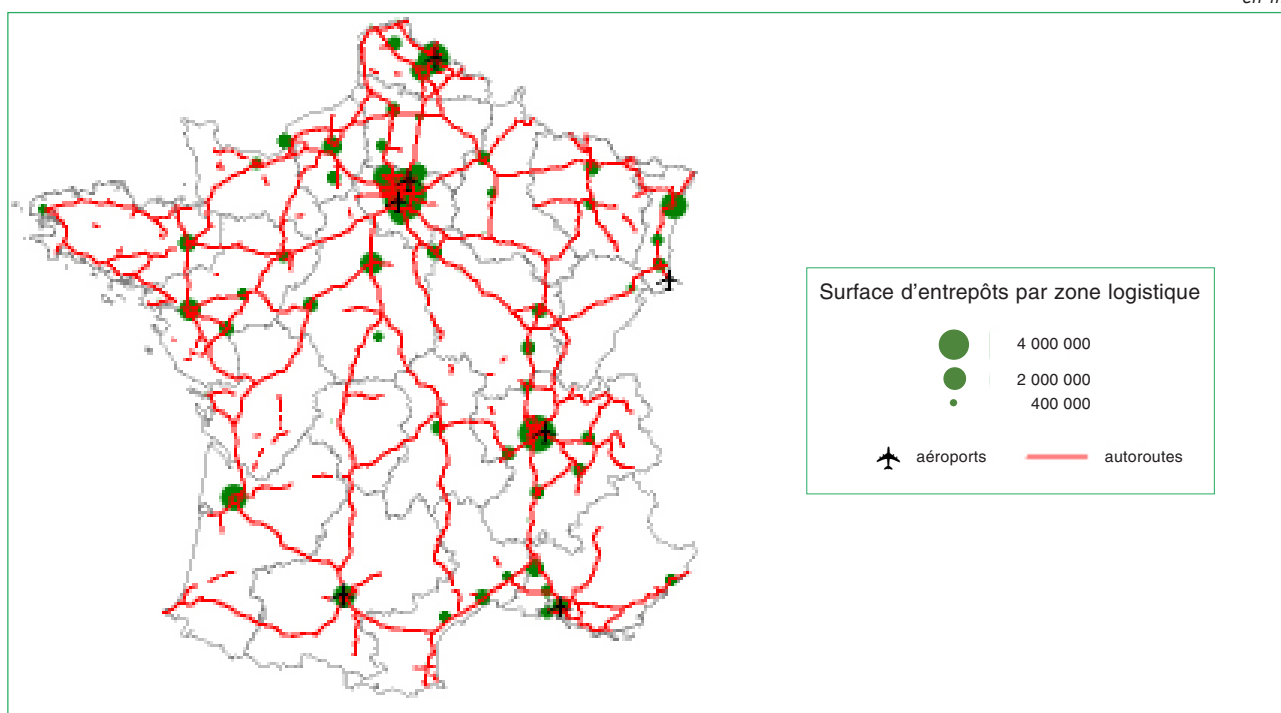 Surface d'entrepôts par zone logistique
4 000 000
2 000 000
400 000
aéroports
autoroutes